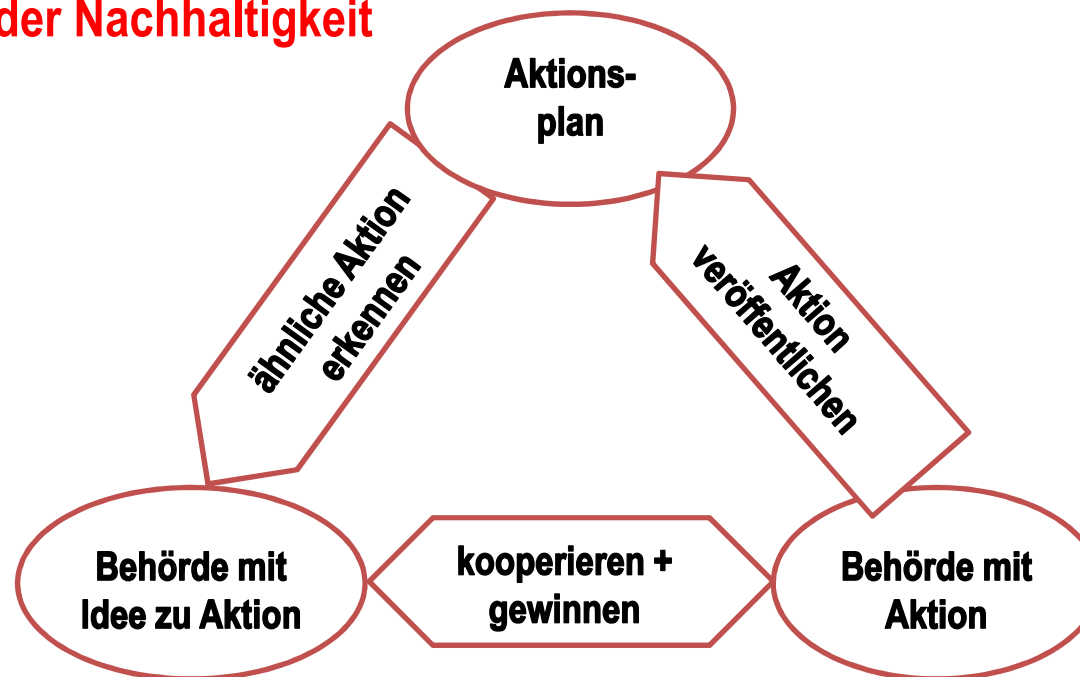 der Nachhaltigkeit
Aktions-
plan
ähnliche Aktion
erkennen
Aktion
veröffentlichen
Behörde mit
Idee zu Aktion
kooperieren +
gewinnen
Behörde mit
Aktion